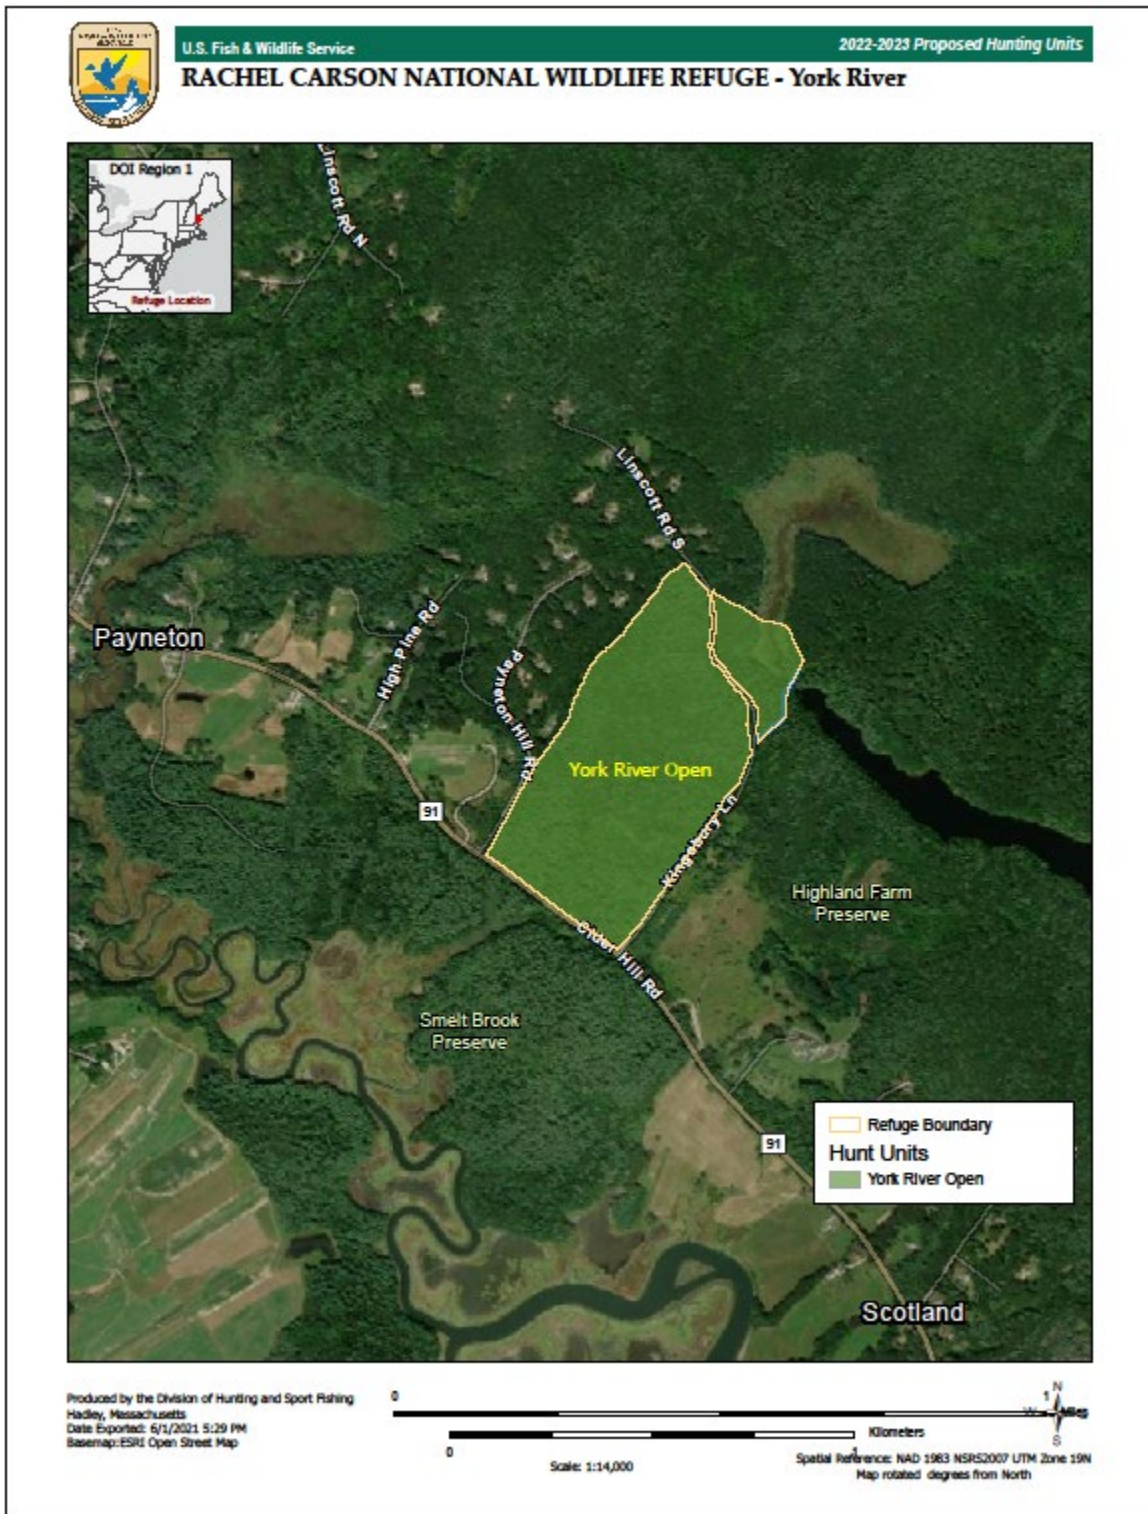 U.S. Fish & Wildlife Service
2022-2023 Proposed Hunting Units
RACHEL CARSON NATIONAL WILDLIFE REFUGE - York River
DOI Region 1
Refuge Location
Linscott Rd N
Linscott Rd S
Payneton
High Pine Rd
Payneton Hill Rd
York River Open
91
Kingsbury Ln
Highland Farm
Preserve
Cider Hill Rd
Smelt Brook
Preserve
Refuge Boundary
Hunt Units
York River Open
91
Scotland
Produced by the Division of Hunting and Sport Fishing
Hadley, Massachusetts
Date Exported: 6/1/2021 5:29 PM
Basemap:ESRI Open Street Map
0
1
Miles
N
W
S
0
1
Kilometers
Scale: 1:14,000
Spatial Reference: NAD 1983 NSRS2007 UTM Zone 19N
Map rotated degrees from North